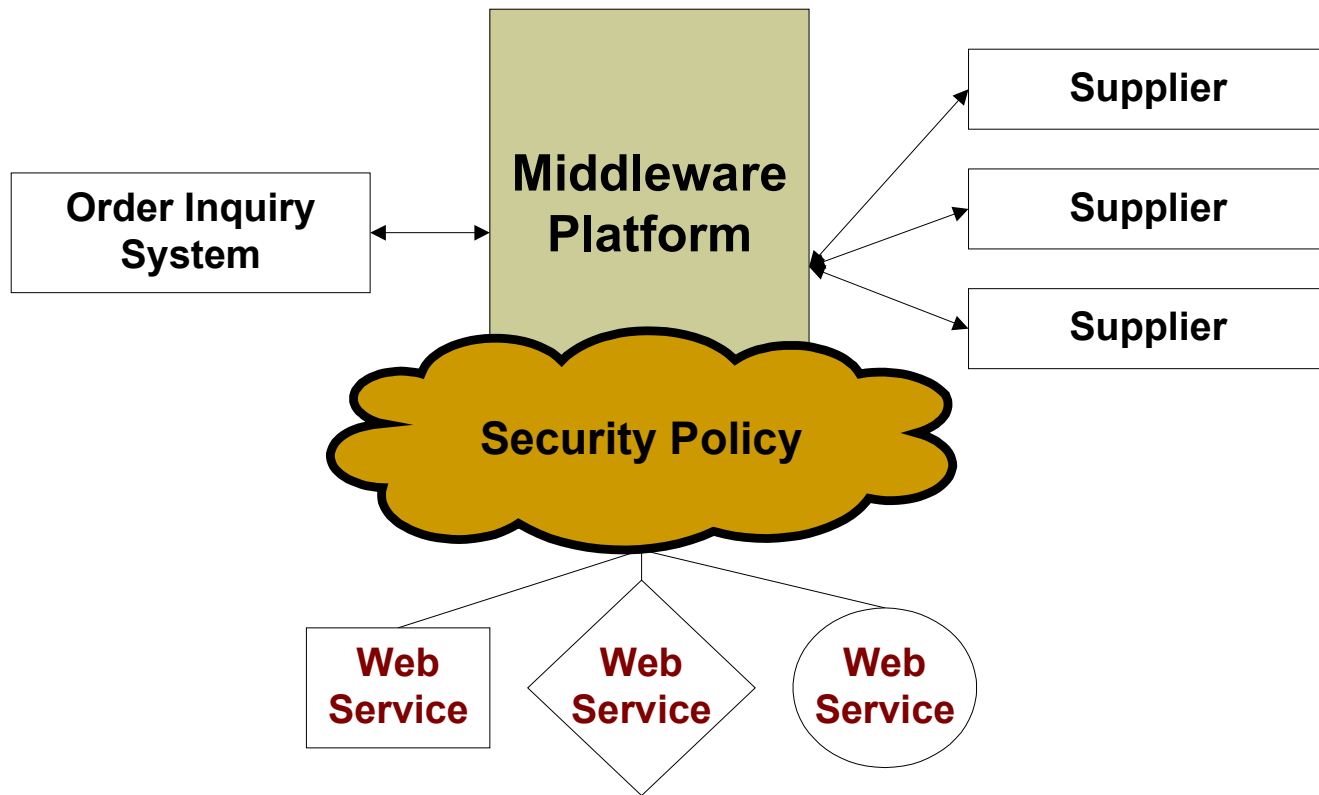 Order Inquiry
System
Middleware
Platform
Supplier
Supplier
Supplier
Security Policy
Web
Service
Web
Service
Web
Service